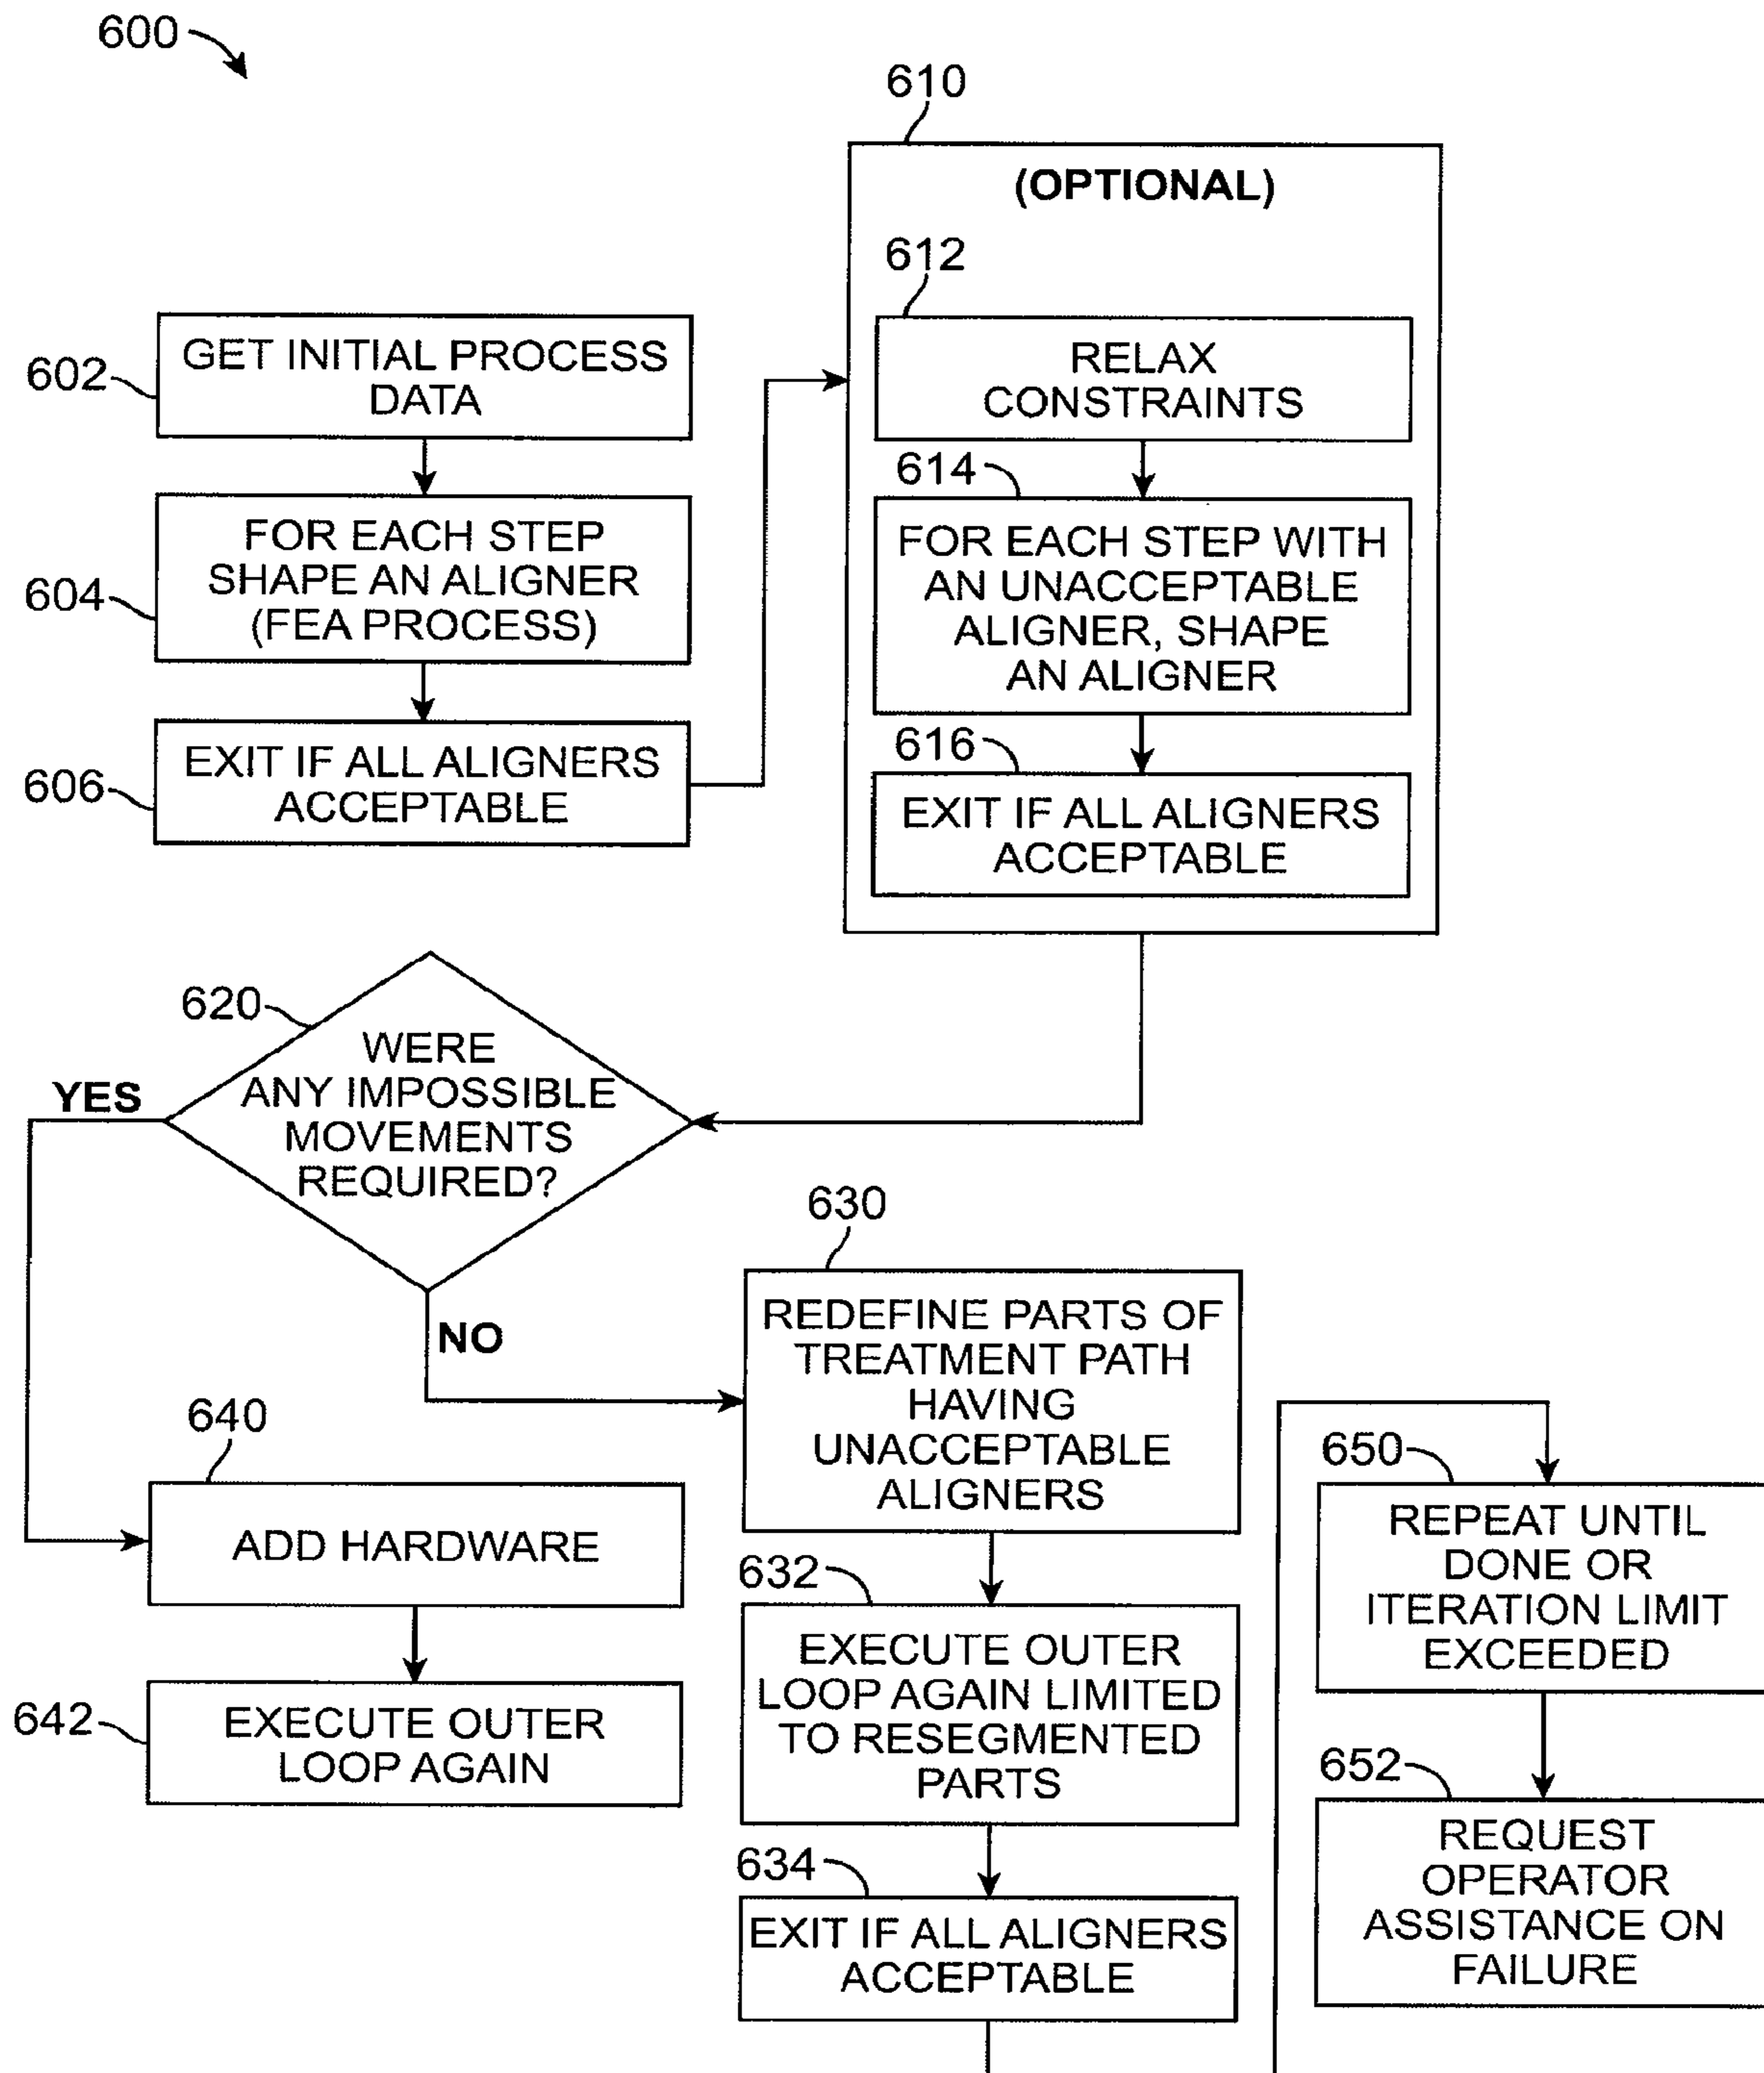 600
602
GET INITIAL PROCESS
DATA
604
FOR EACH STEP
SHAPE AN ALIGNER
(FEA PROCESS)
606
EXIT IF ALL ALIGNERS
ACCEPTABLE
610
(OPTIONAL)
612
RELAX
CONSTRAINTS
614
FOR EACH STEP WITH
AN UNACCEPTABLE
ALIGNER, SHAPE
AN ALIGNER
616
EXIT IF ALL ALIGNERS
ACCEPTABLE
620
WERE
ANY IMPOSSIBLE
MOVEMENTS
REQUIRED?
YES
NO
640
ADD HARDWARE
642
EXECUTE OUTER
LOOP AGAIN
630
REDEFINE PARTS OF
TREATMENT PATH
HAVING
UNACCEPTABLE
ALIGNERS
632
EXECUTE OUTER
LOOP AGAIN LIMITED
TO RESEGMENTED
PARTS
634
EXIT IF ALL ALIGNERS
ACCEPTABLE
650
REPEAT UNTIL
DONE OR
ITERATION LIMIT
EXCEEDED
652
REQUEST
OPERATOR
ASSISTANCE ON
FAILURE